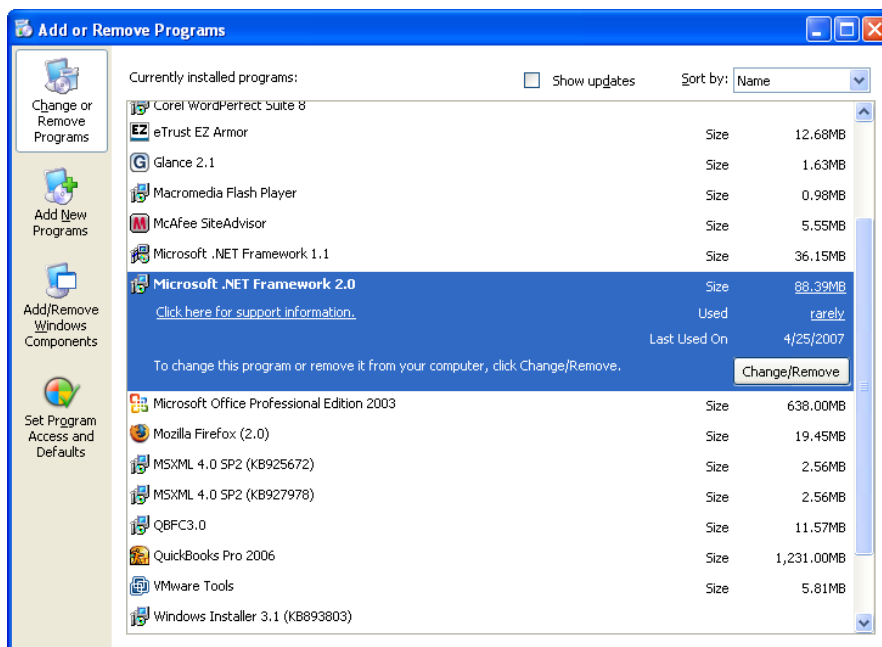 Add or Remove Programs
Change or
Remove
Programs
Add New
Programs
Add/Remove
Windows
Components
Set Program
Access and
Defaults
Currently installed programs:
Show updates
Sort by: Name
Corel WordPerfect Suite 8
EZ eTrust EZ Armor Size 12.68MB
G Glance 2.1 Size 1.63MB
Macromedia Flash Player Size 0.98MB
M McAfee SiteAdvisor Size 5.55MB
Microsoft .NET Framework 1.1 Size 36.15MB
Microsoft .NET Framework 2.0 Size 88.39MB
Click here for support information. Used rarely
Last Used On 4/25/2007
To change this program or remove it from your computer, click Change/Remove. Change/Remove
Microsoft Office Professional Edition 2003 Size 638.00MB
Mozilla Firefox (2.0) Size 19.45MB
MSXML 4.0 SP2 (KB925672) Size 2.56MB
MSXML 4.0 SP2 (KB927978) Size 2.56MB
QBFC3.0 Size 11.57MB
QuickBooks Pro 2006 Size 1,231.00MB
VMware Tools Size 5.81MB
Windows Installer 3.1 (KB893803)